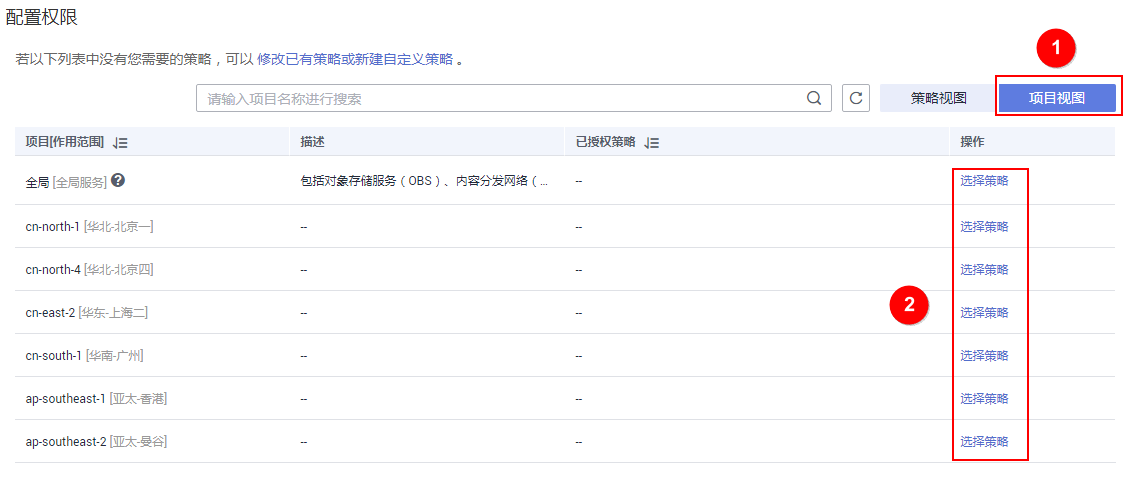 配置权限
1
若以下列表中没有您需要的策略，可以 修改已有策略或新建自定义策略 。
请输入项目名称进行搜索 策略视图 项目视图
项目[作用范围] 描述 已授权策略 操作
全局 [全局服务] ? 包括对象存储服务（OBS）、内容分发网络（... -- 选择策略
cn-north-1 [华北-北京一] -- -- 选择策略
cn-north-4 [华北-北京四] -- -- 选择策略
2
cn-east-2 [华东-上海二] -- -- 选择策略
cn-south-1 [华南-广州] -- -- 选择策略
ap-southeast-1 [亚太-香港] -- -- 选择策略
ap-southeast-2 [亚太-曼谷] -- -- 选择策略